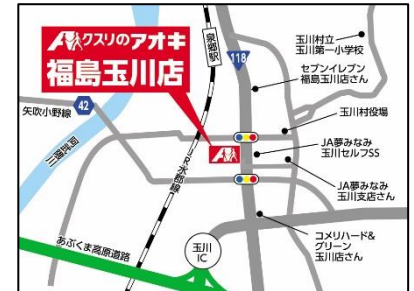 クスリのアオキ
福島玉川店
泉郷駅
118
玉川村立
玉川第一小学校
セブンイレブン
福島玉川店さん
矢吹小野線
42
阿武隈川
玉川村役場
JR水郡線
JA夢みなみ
玉川セルフSS
JA夢みなみ
玉川支店さん
あぶくま高原道路
玉川
IC
コメリハード&
グリーン
玉川店さん